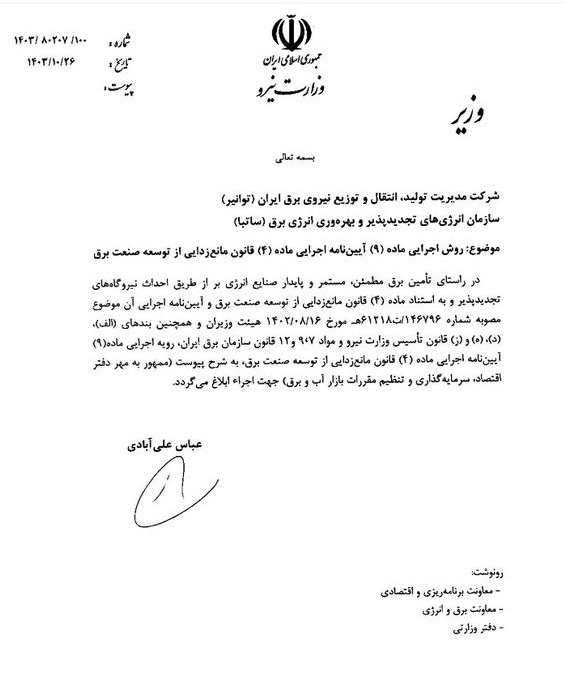 جمهوری اسلامی ایران
وزارت نیرو
شماره: ۱۴۰۳/۸۰۲۰۷/۱۰۰
تاریخ: ۱۴۰۳/۱۰/۲۶
پیوست:
وزیر
بسمه تعالی
شرکت مدیریت تولید، انتقال و توزیع نیروی برق ایران (توانیر)
سازمان انرژی‌های تجدیدپذیر و بهره‌وری انرژی برق (ساتبا)
موضوع: روش اجرایی ماده (۹) آیین‌نامه اجرایی ماده (۴) قانون مانع‌زدایی از توسعه صنعت برق
در راستای تأمین برق مطمئن، مستمر و پایدار صنایع انرژی بر از طریق احداث نیروگاه‌های
تجدیدپذیر و به استناد ماده (۴) قانون مانع‌زدایی از توسعه صنعت برق و آیین‌نامه اجرایی آن موضوع
مصوبه شماره ۱۴۶۷۹۶/ت۶۱۲۱۸هـ مورخ ۱۴۰۲/۰۸/۱۶ هیئت وزیران و همچنین بندهای (الف)،
(د)، (ه) و (ز) قانون تأسیس وزارت نیرو و مواد ۷، ۹ و ۱۲ قانون سازمان برق ایران، رویه اجرایی ماده(۹)
آیین‌نامه اجرایی ماده (۴) قانون مانع‌زدایی از توسعه صنعت برق، به شرح پیوست (ممهور به مهر دفتر
اقتصاد، سرمایه‌گذاری و تنظیم مقررات بازار آب و برق) جهت اجراء ابلاغ می‌گردد.
عباس علی‌آبادی
رونوشت:
- معاونت برنامه‌ریزی و اقتصادی
- معاونت برق و انرژی
- دفتر وزارتی